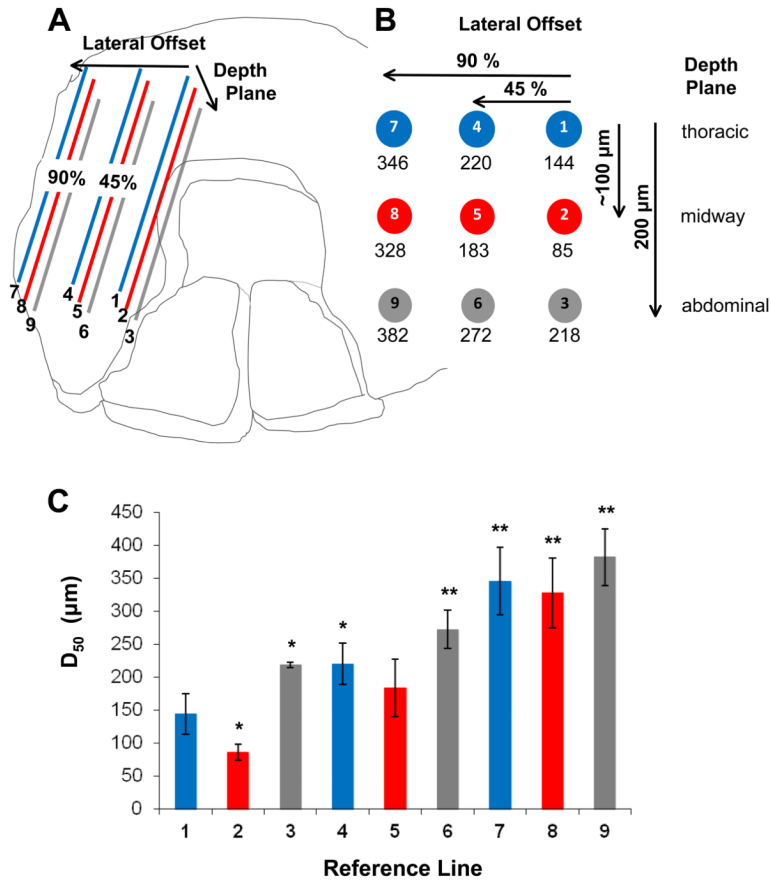 A
Lateral Offset
Depth
Plane
90%
45%
7
8
9
4
5
6
1
2
3
B
Lateral Offset
90 %
45 %
Depth
Plane
7 4 1
thoracic
346 220 144
~100 µm
200 µm
8 5 2
midway
328 183 85
9 6 3
abdominal
382 272 218
C
D50 (µm)
450
400
350
300
250
200
150
100
50
0
* * * ** ** ** **
1 2 3 4 5 6 7 8 9
Reference Line